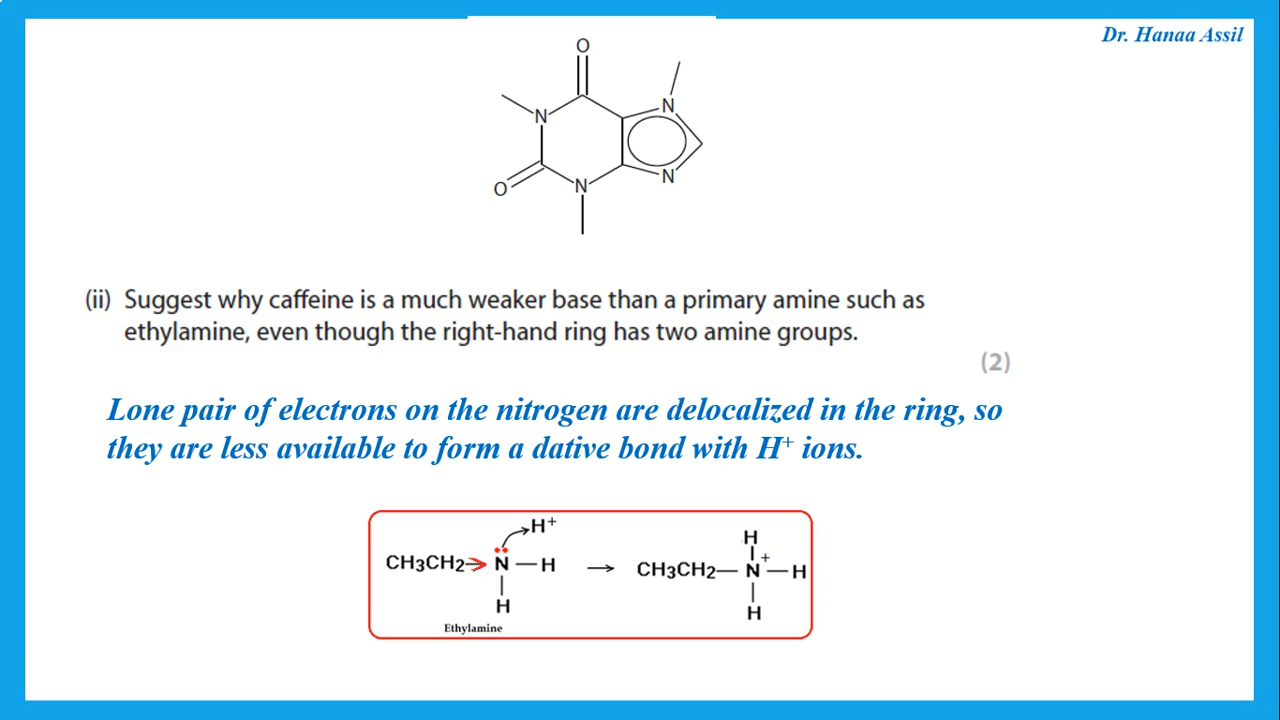 Dr. Hanaa Assil
O
N
N
O
N
N
(ii) Suggest why caffeine is a much weaker base than a primary amine such as
ethylamine, even though the right-hand ring has two amine groups.
(2)
Lone pair of electrons on the nitrogen are delocalized in the ring, so
they are less available to form a dative bond with H⁺ ions.
H⁺
CH₃CH₂ N — H
H
Ethylamine
→
H
CH₃CH₂— N⁺ — H
H